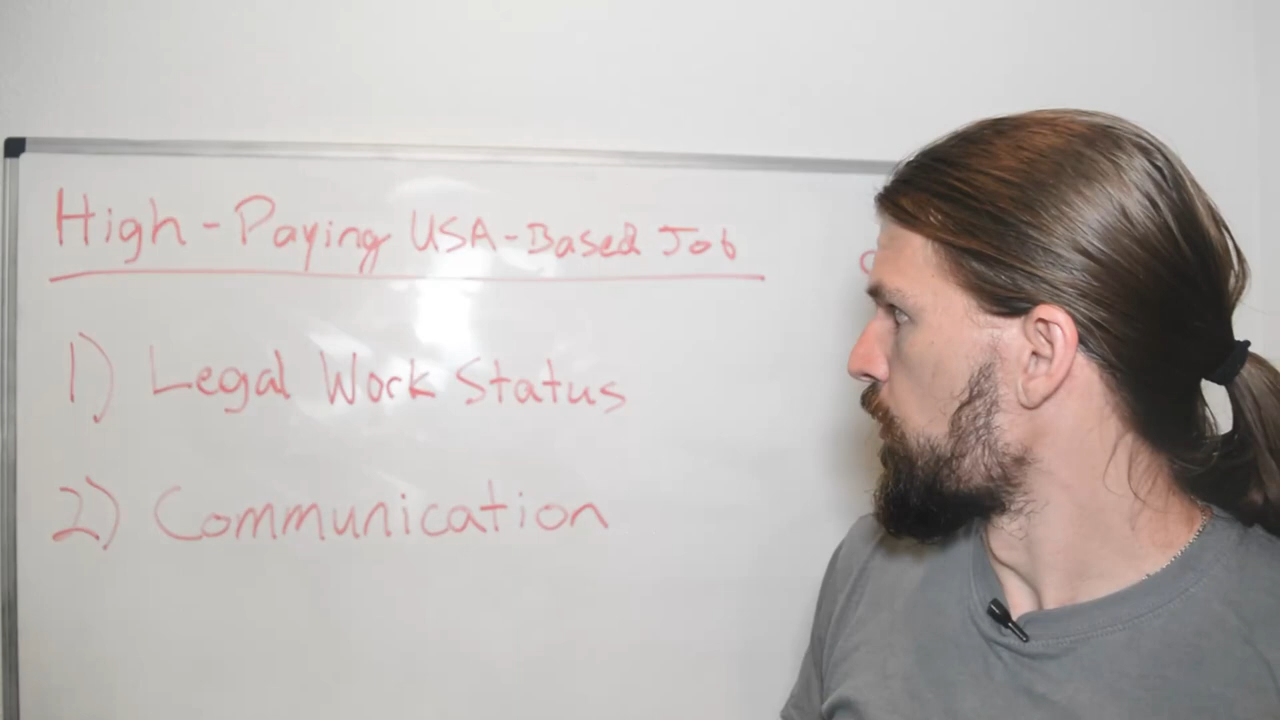 High-Paying USA-Based Job
1) Legal Work Status
2) Communication